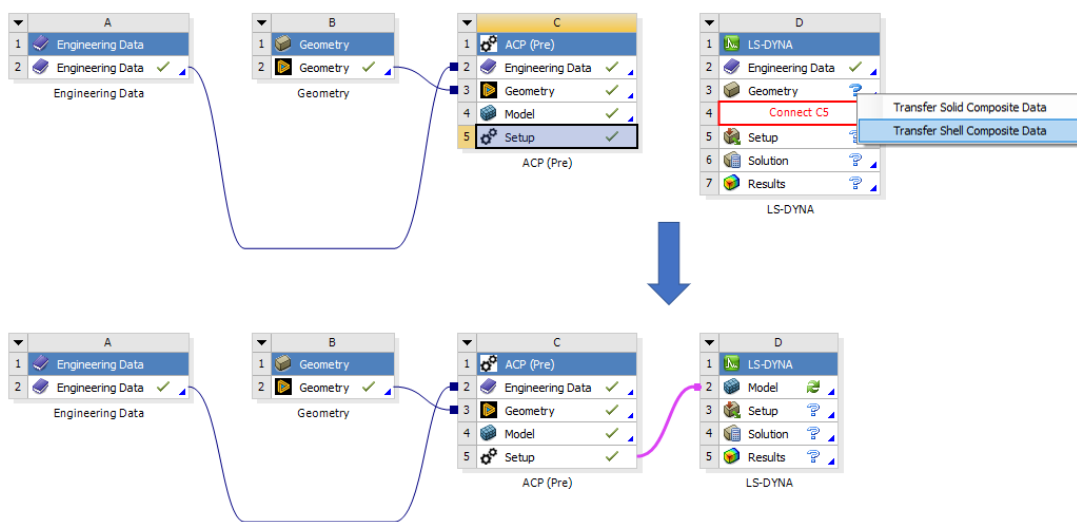 A
1 Engineering Data
2 Engineering Data
Engineering Data
B
1 Geometry
2 Geometry
Geometry
C
1 ACP (Pre)
2 Engineering Data
3 Geometry
4 Model
5 Setup
ACP (Pre)
D
1 LS-DYNA
2 Engineering Data
3 Geometry
4 Connect C5
5 Setup
6 Solution
7 Results
LS-DYNA
Transfer Solid Composite Data
Transfer Shell Composite Data
A
1 Engineering Data
2 Engineering Data
Engineering Data
B
1 Geometry
2 Geometry
Geometry
C
1 ACP (Pre)
2 Engineering Data
3 Geometry
4 Model
5 Setup
ACP (Pre)
D
1 LS-DYNA
2 Model
3 Setup
4 Solution
5 Results
LS-DYNA